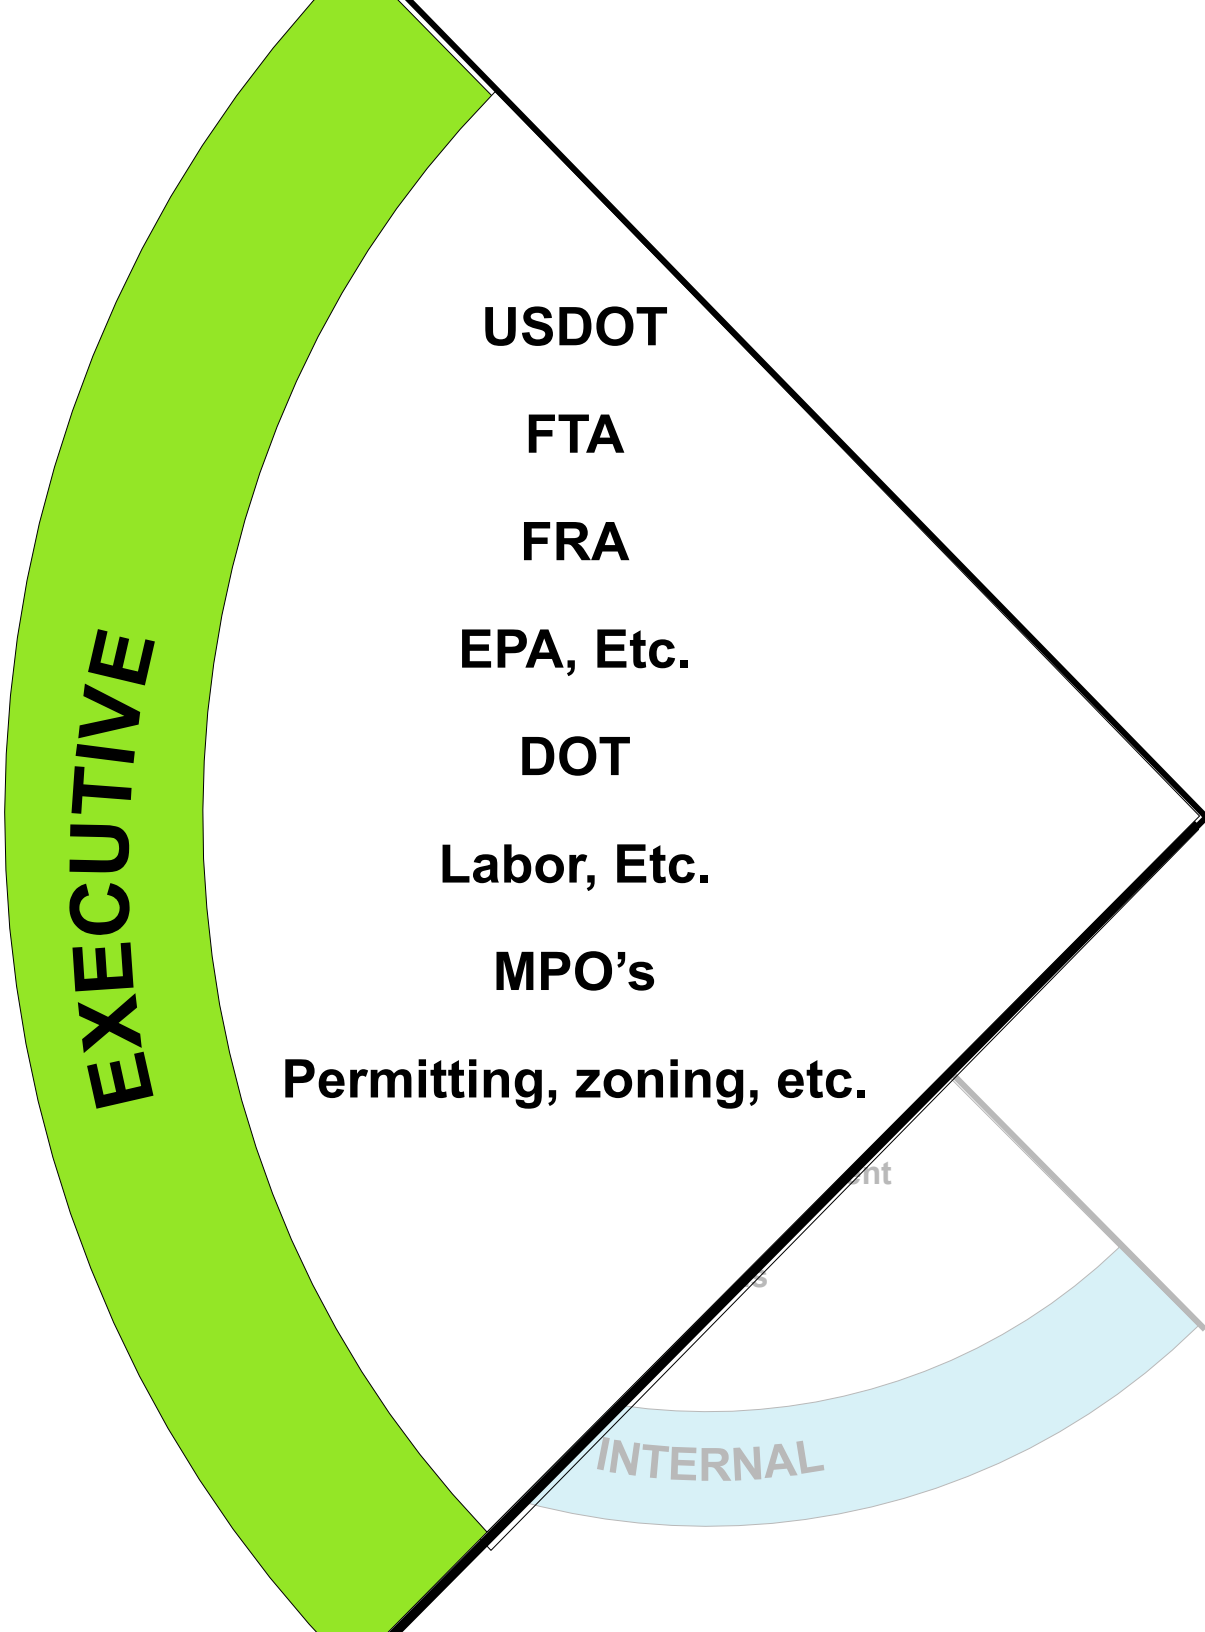 EXECUTIVE
USDOT
FTA
FRA
EPA, Etc.
DOT
Labor, Etc.
MPO’s
Permitting, zoning, etc.
INTERNAL